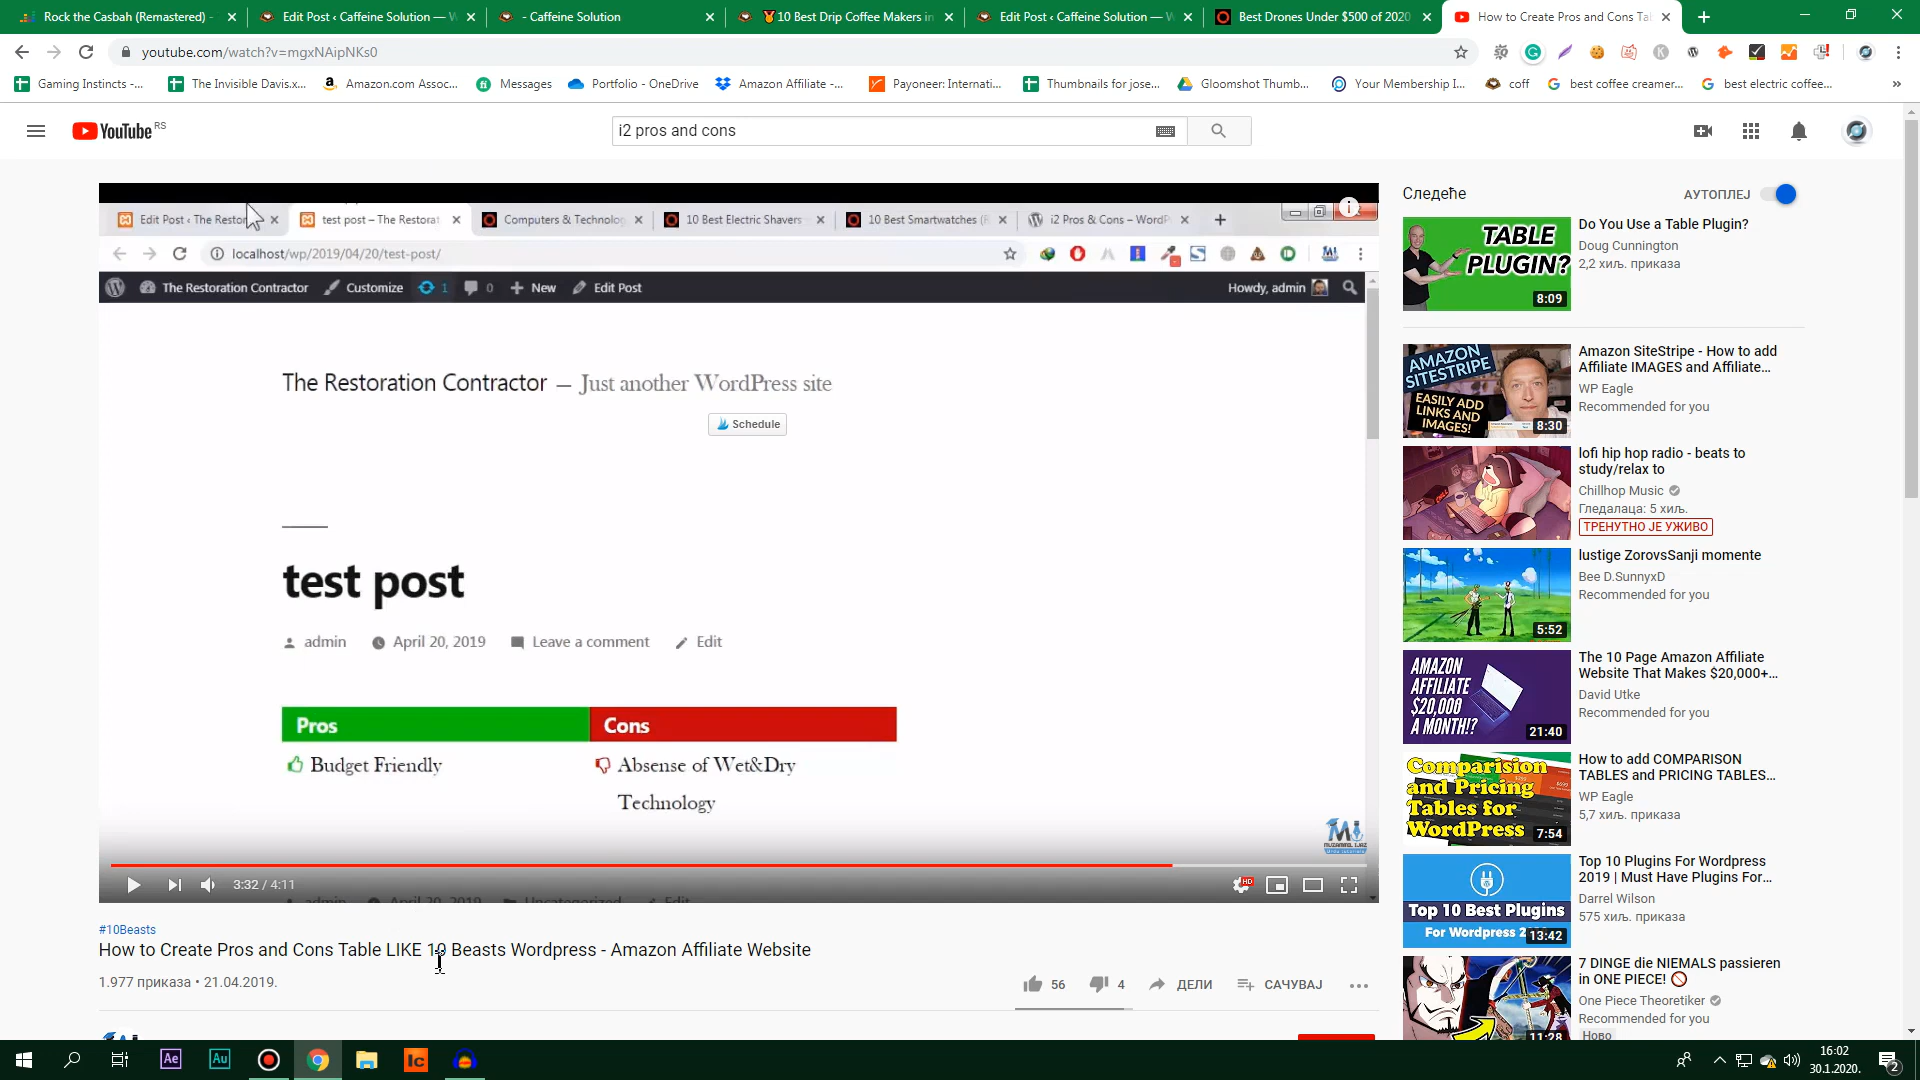 Rock the Casbah (Remastered) -
Edit Post ‹ Caffeine Solution — W
- Caffeine Solution
10 Best Drip Coffee Makers in
Edit Post ‹ Caffeine Solution — W
Best Drones Under $500 of 2020
How to Create Pros and Cons Ta
youtube.com/watch?v=mgxNAipNKs0
Gaming Instincts -...
The Invisible Davis.x...
Amazon.com Assoc...
Messages
Portfolio - OneDrive
Amazon Affiliate -...
Payoneer: Internati...
Thumbnails for jose...
Gloomshot Thumb...
Your Membership I...
coff
best coffee creamer...
best electric coffee...
YouTube RS
i2 pros and cons
Edit Post ‹ The Restor
test post – The Restorat
Computers & Technolog
10 Best Electric Shavers
10 Best Smartwatches (R
i2 Pros & Cons – WordP
localhost/wp/2019/04/20/test-post/
The Restoration Contractor
Customize
1
0
New
Edit Post
Howdy, admin
The Restoration Contractor — Just another WordPress site
Schedule
test post
admin
April 20, 2019
Leave a comment
Edit
Pros
Cons
Budget Friendly
Absense of Wet&Dry
Technology
3:32 / 4:11
HD
#10Beasts
How to Create Pros and Cons Table LIKE 10 Beasts Wordpress - Amazon Affiliate Website
1.977 приказа • 21.04.2019.
56
4
ДЕЛИ
САЧУВАЈ
Следеће
АУТОПЛЕЈ
TABLE
PLUGIN?
8:09
Do You Use a Table Plugin?
Doug Cunnington
2,2 хиљ. приказа
AMAZON
SITESTRIPE
EASILY ADD
LINKS AND
IMAGES!
8:30
Amazon SiteStripe - How to add
Affiliate IMAGES and Affiliate...
WP Eagle
Recommended for you
lofi hip hop radio - beats to
study/relax to
Chillhop Music
Гледалаца: 5 хиљ.
ТРЕНУТНО ЈЕ УЖИВО
lustige ZorovsSanji momente
Bee D.SunnyxD
Recommended for you
5:52
AMAZON
AFFILIATE
$20,000
A MONTH!?
21:40
The 10 Page Amazon Affiliate
Website That Makes $20,000+...
David Utke
Recommended for you
Comparision
and Pricing
Tables for
WordPress
7:54
How to add COMPARISON
TABLES and PRICING TABLES...
WP Eagle
5,7 хиљ. приказа
Top 10 Best Plugins
For Wordpress 2
13:42
Top 10 Plugins For Wordpress
2019 | Must Have Plugins For...
Darrel Wilson
575 хиљ. приказа
11:28
7 DINGE die NIEMALS passieren
in ONE PIECE!
One Piece Theoretiker
Recommended for you
Ново
Ae
Au
Ic
16:02
30.1.2020.
2